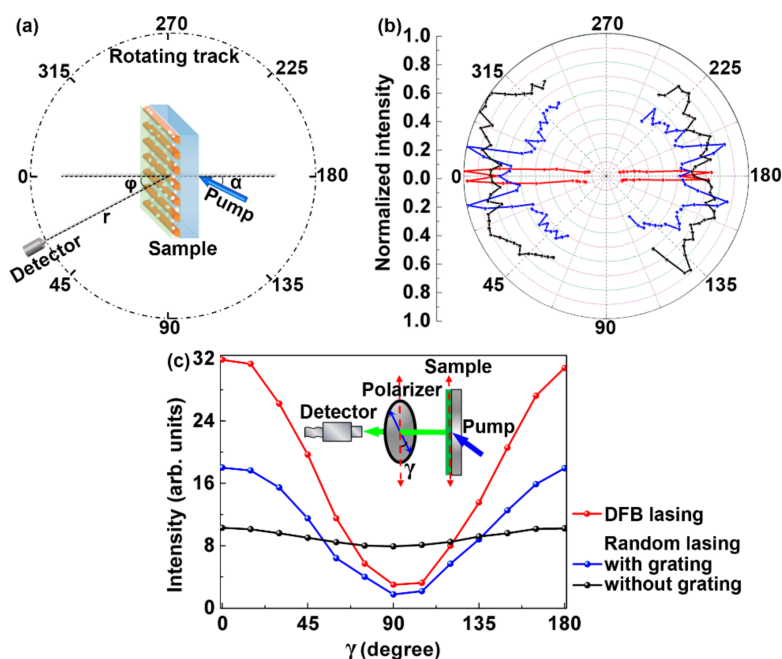 (a)
270
Rotating track
315
225
0
180
φ
α
Pump
r
Sample
Detector
45
135
90
(b)
270
Normalized intensity
1.0
0.8
0.6
0.4
0.2
0.0
0.2
0.4
0.6
0.8
1.0
315
225
0
180
45
135
90
(c)
Intensity (arb. units)
32
24
16
8
0
Sample
Polarizer
Detector
Pump
γ
DFB lasing
Random lasing
with grating
without grating
0
45
90
135
180
γ (degree)